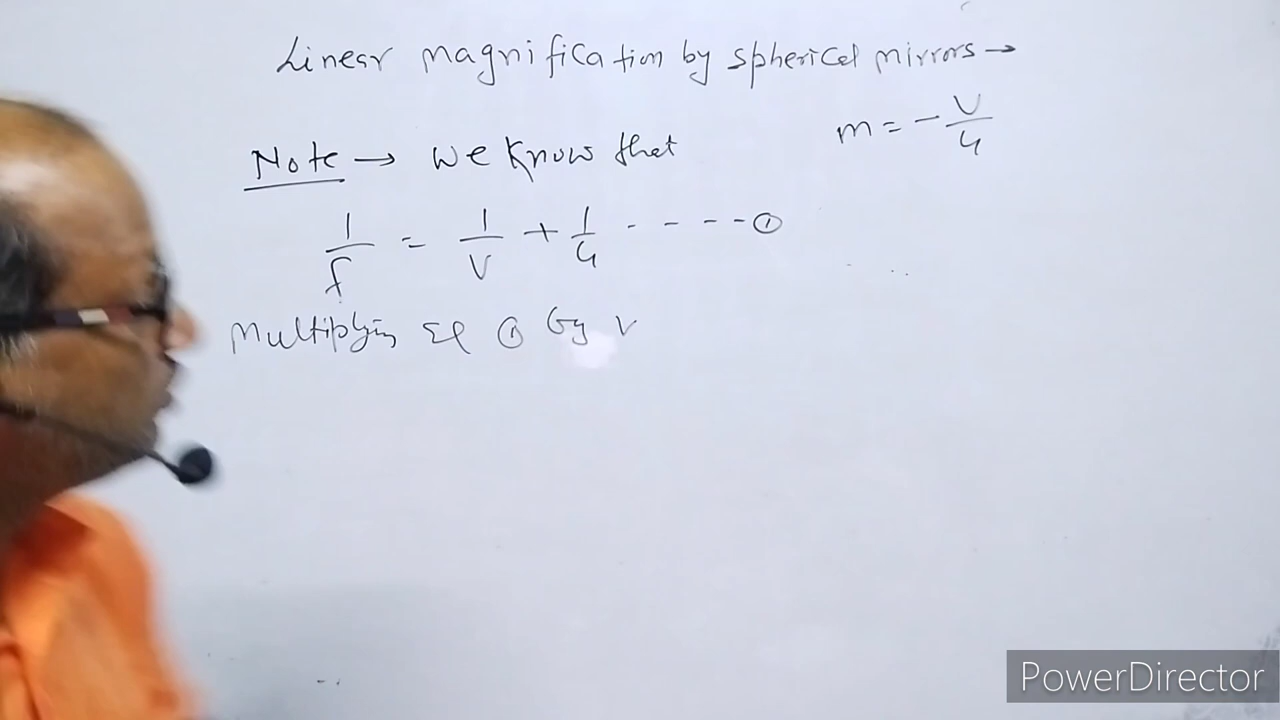 Linear magnification by spherical mirrors →
m = - v/u
Note → we know that
1/f = 1/v + 1/u - - - - ①
Multiplying Eq ① by v
PowerDirector